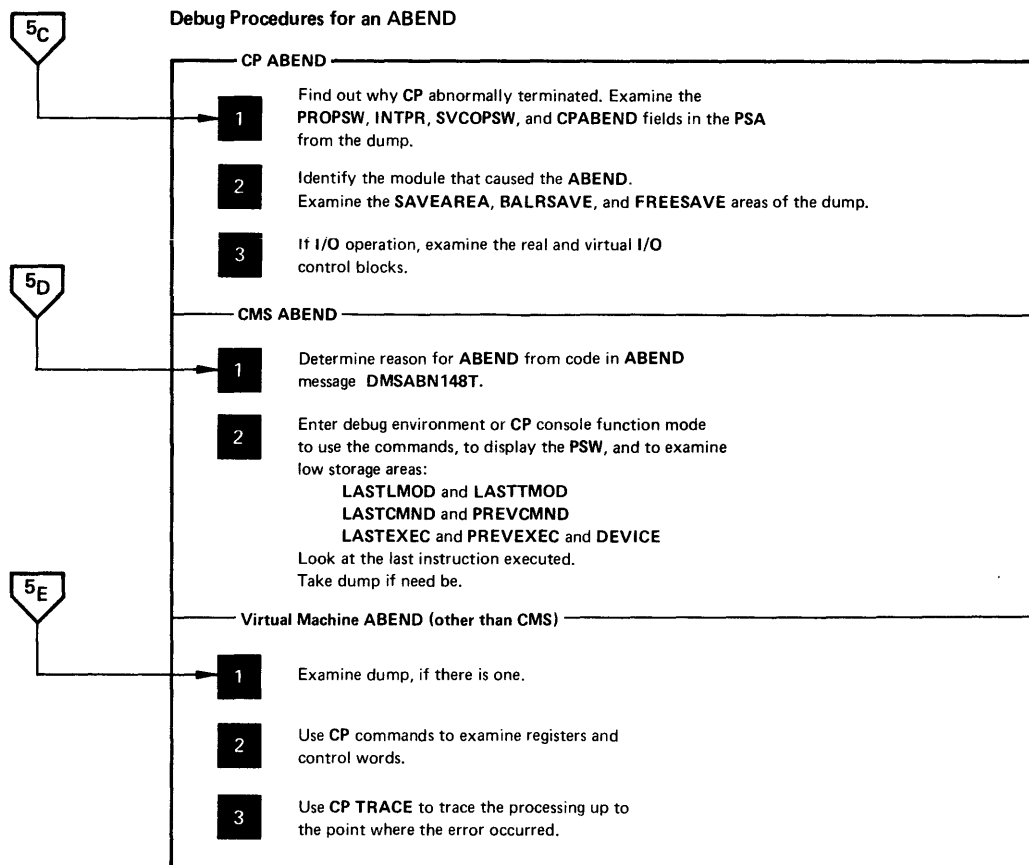 Debug Procedures for an ABEND
5C
CP ABEND
1
Find out why CP abnormally terminated. Examine the
PROPSW, INTPR, SVCOPSW, and CPABEND fields in the PSA
from the dump.
2
Identify the module that caused the ABEND.
Examine the SAVEAREA, BALRSAVE, and FREESAVE areas of the dump.
3
If I/O operation, examine the real and virtual I/O
control blocks.
5D
CMS ABEND
1
Determine reason for ABEND from code in ABEND
message DMSABN148T.
2
Enter debug environment or CP console function mode
to use the commands, to display the PSW, and to examine
low storage areas:
LASTLMOD and LASTTMOD
LASTCMND and PREVCMND
LASTEXEC and PREVEXEC and DEVICE
Look at the last instruction executed.
Take dump if need be.
5E
Virtual Machine ABEND (other than CMS)
1
Examine dump, if there is one.
2
Use CP commands to examine registers and
control words.
3
Use CP TRACE to trace the processing up to
the point where the error occurred.